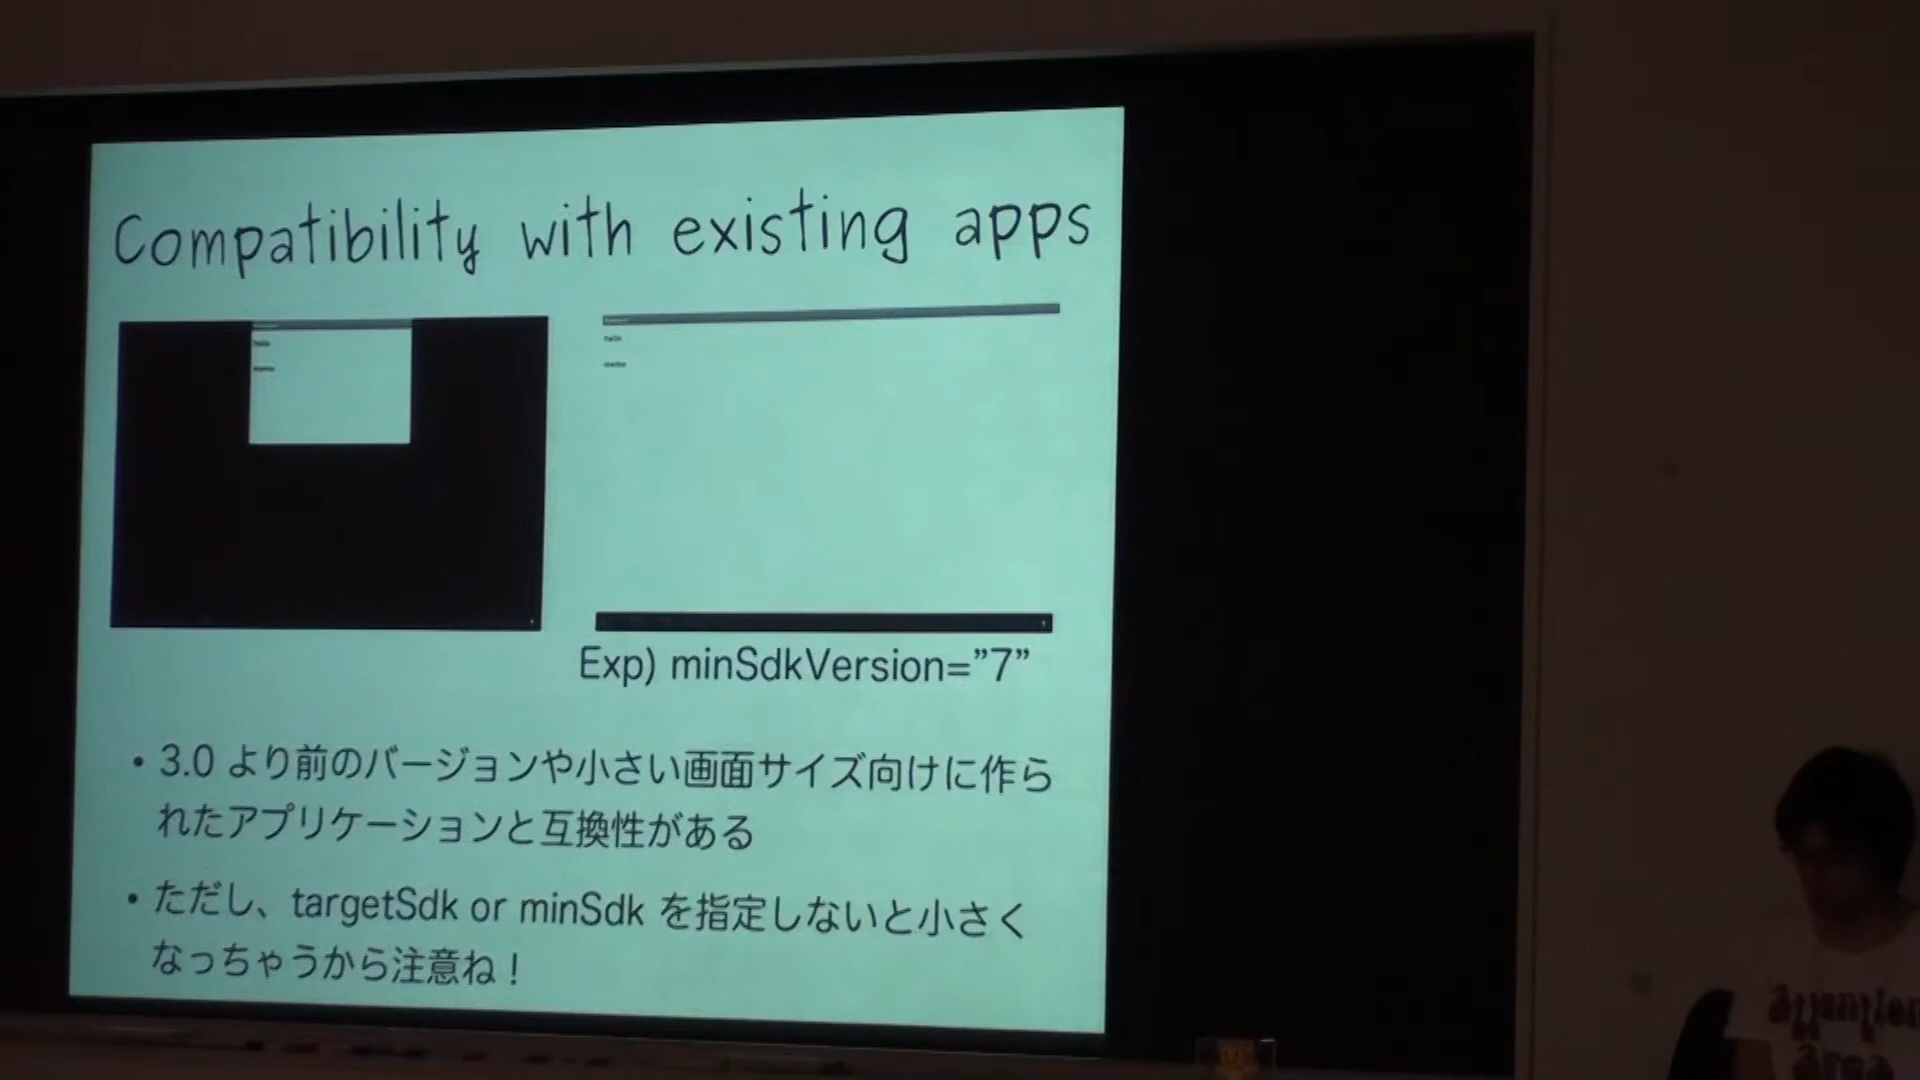 Compatibility with existing apps
hello
hello
Exp) minSdkVersion=”7”
・3.0 より前のバージョンや小さい画面サイズ向けに作ら
れたアプリケーションと互換性がある
・ただし、targetSdk or minSdk を指定しないと小さく
なっちゃうから注意ね！